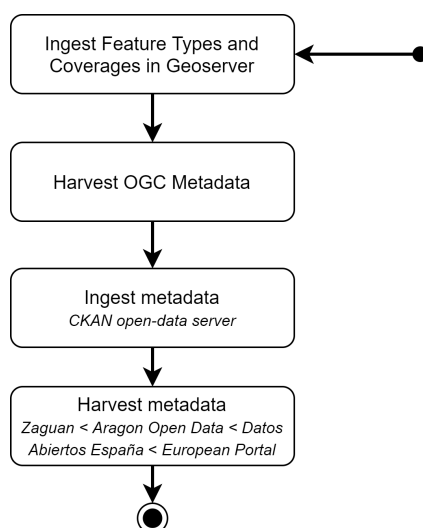 Ingest Feature Types and
Coverages in Geoserver
Harvest OGC Metadata
Ingest metadata
CKAN open-data server
Harvest metadata
Zaguan < Aragon Open Data < Datos
Abiertos España < European Portal